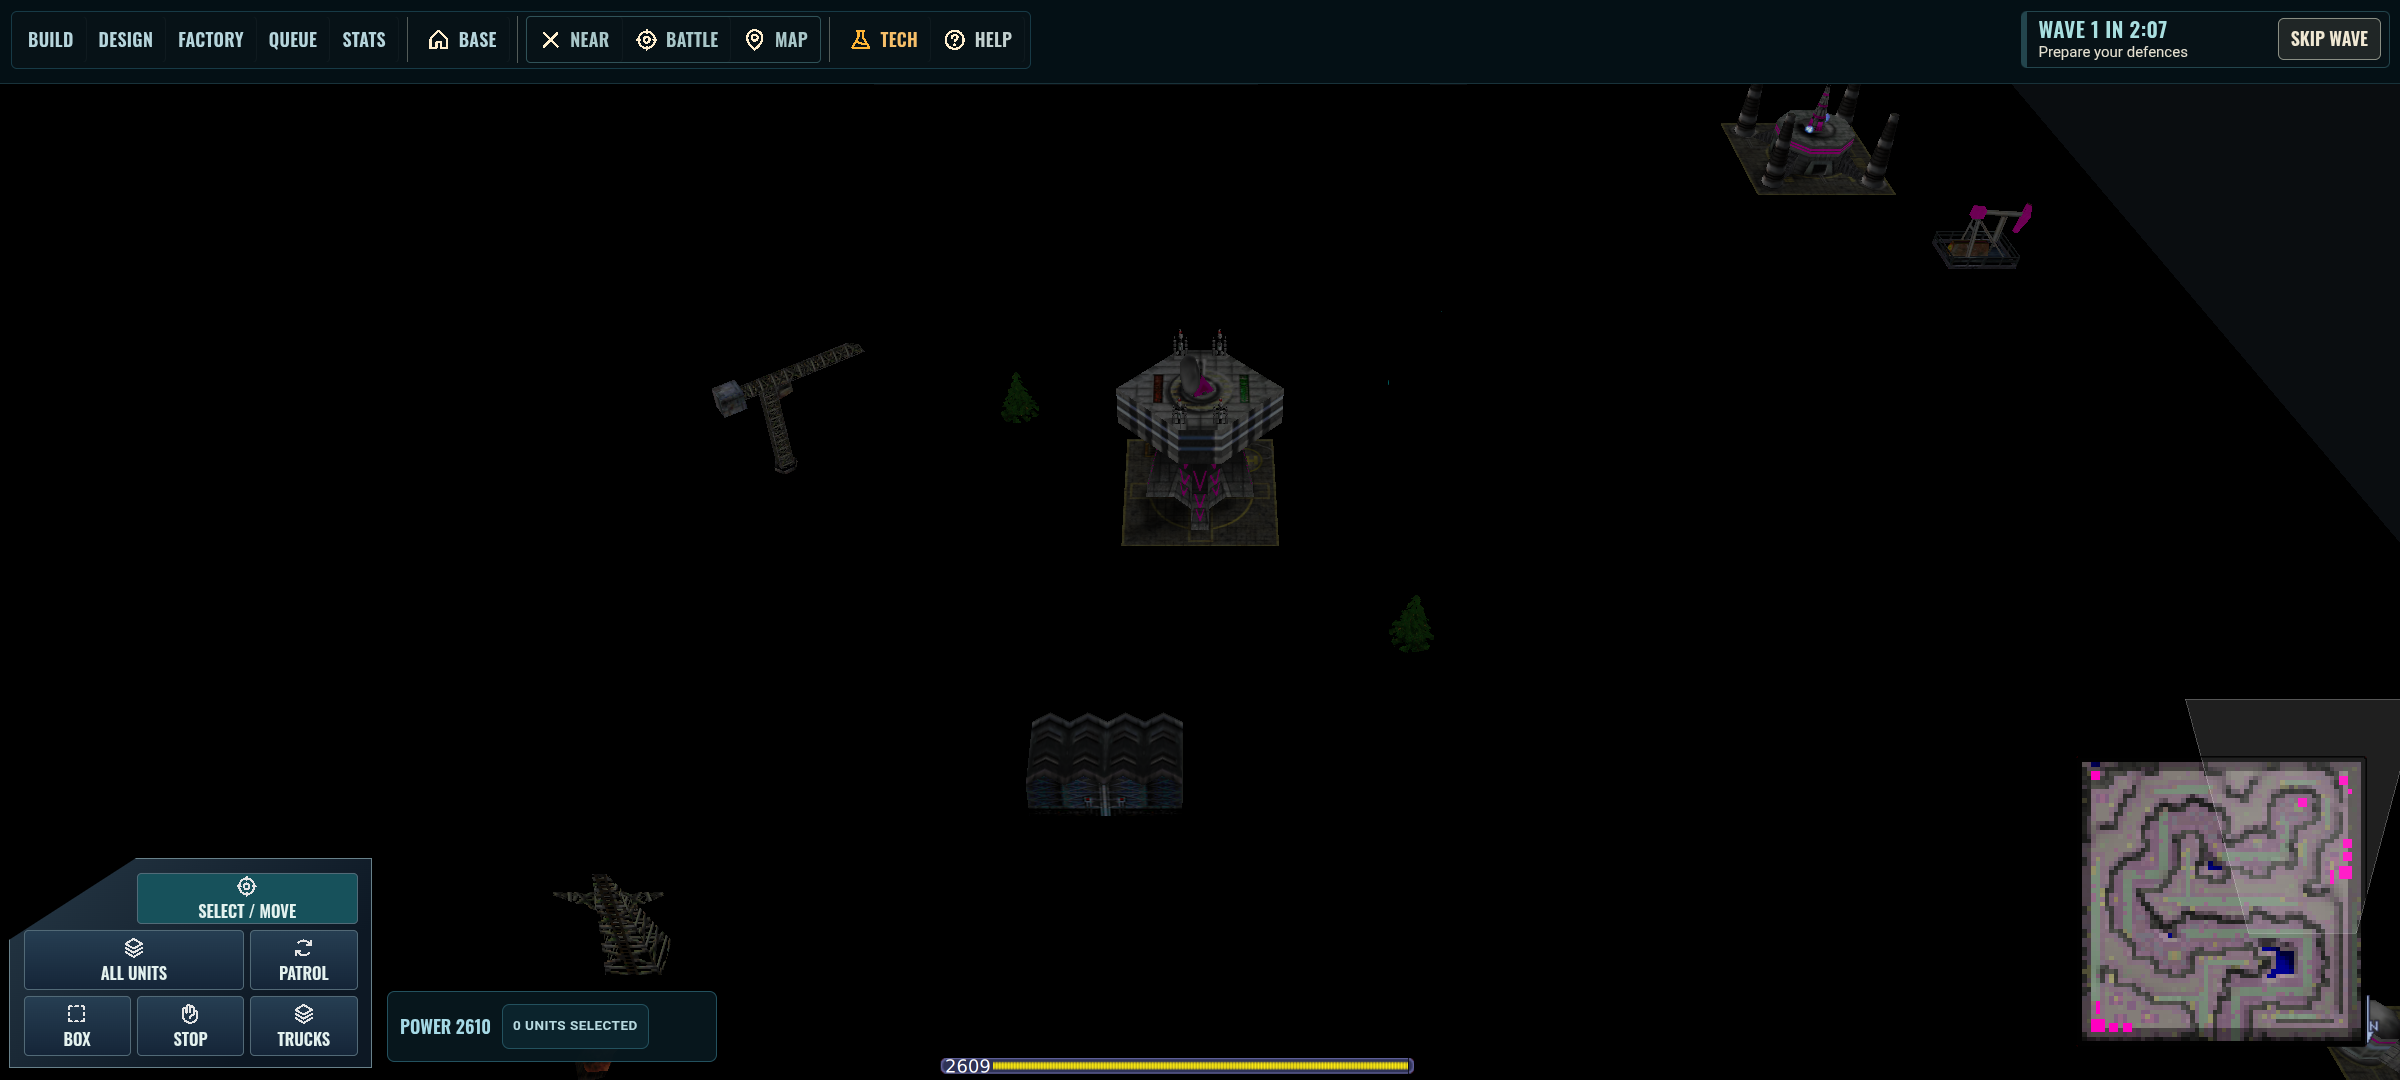 BUILD DESIGN FACTORY QUEUE STATS BASE NEAR BATTLE MAP TECH HELP
WAVE 1 IN 2:07
Prepare your defences
SKIP WAVE
SELECT / MOVE
ALL UNITS PATROL
BOX STOP TRUCKS
POWER 2610 0 UNITS SELECTED
2609
N